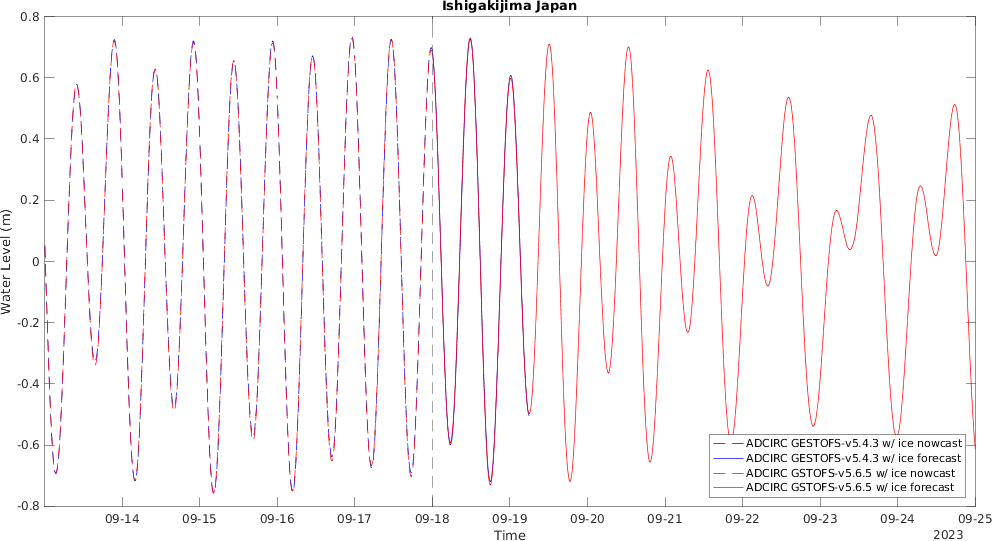 Ishigakijima Japan
0.8
0.6
0.4
0.2
0
-0.2
-0.4
-0.6
-0.8
Water Level (m)
09-14 09-15 09-16 09-17 09-18 09-19 09-20 09-21 09-22 09-23 09-24 09-25
Time
2023
ADCIRC GESTOFS-v5.4.3 w/ ice nowcast
ADCIRC GESTOFS-v5.4.3 w/ ice forecast
ADCIRC GSTOFS-v5.6.5 w/ ice nowcast
ADCIRC GSTOFS-v5.6.5 w/ ice forecast